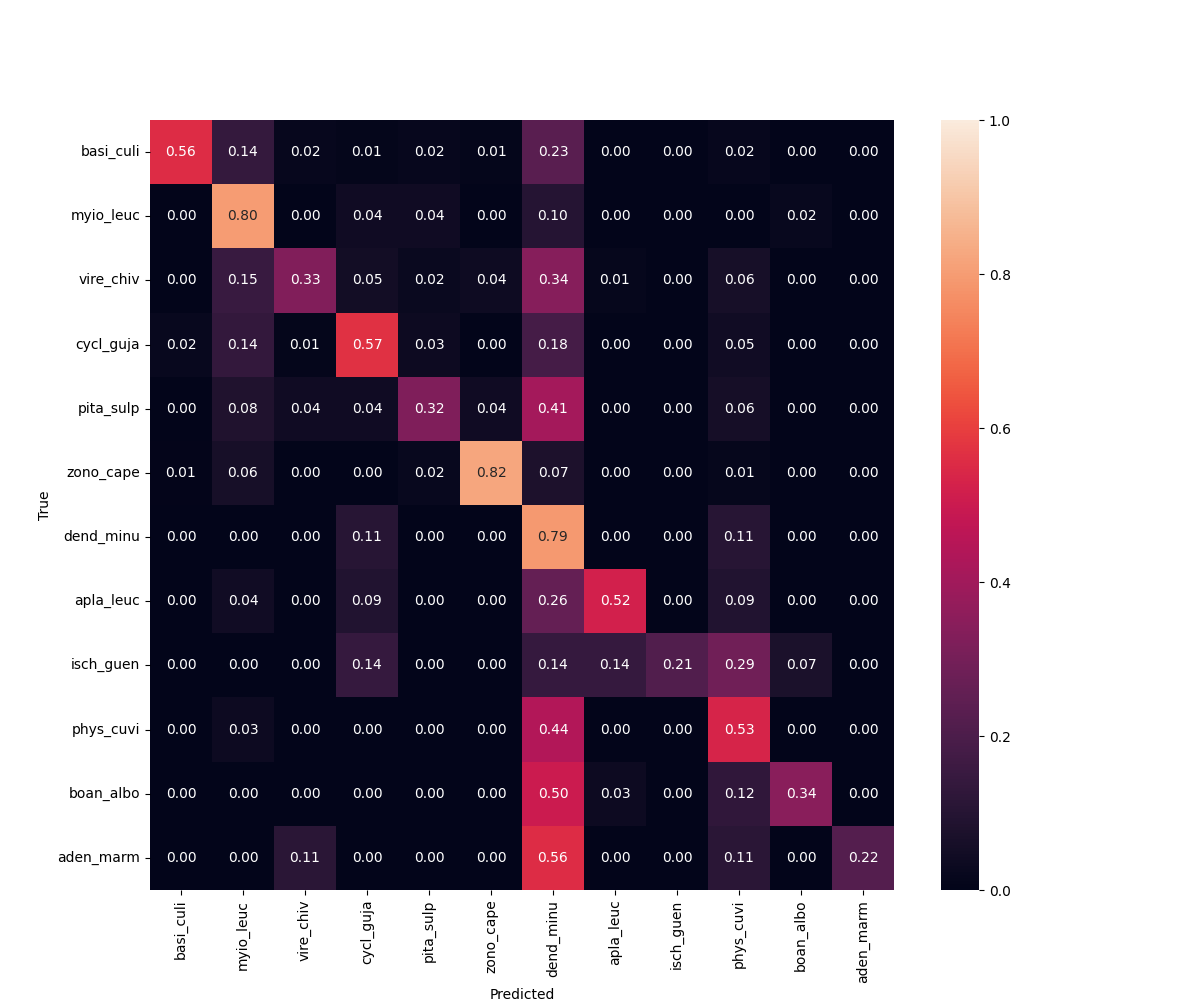 basi_culi 0.56 0.14 0.02 0.01 0.02 0.01 0.23 0.00 0.00 0.02 0.00 0.00
myio_leuc 0.00 0.80 0.00 0.04 0.04 0.00 0.10 0.00 0.00 0.00 0.02 0.00
vire_chiv 0.00 0.15 0.33 0.05 0.02 0.04 0.34 0.01 0.00 0.06 0.00 0.00
cycl_guja 0.02 0.14 0.01 0.57 0.03 0.00 0.18 0.00 0.00 0.05 0.00 0.00
pita_sulp 0.00 0.08 0.04 0.04 0.32 0.04 0.41 0.00 0.00 0.06 0.00 0.00
zono_cape 0.01 0.06 0.00 0.00 0.02 0.82 0.07 0.00 0.00 0.01 0.00 0.00
dend_minu 0.00 0.00 0.00 0.11 0.00 0.00 0.79 0.00 0.00 0.11 0.00 0.00
apla_leuc 0.00 0.04 0.00 0.09 0.00 0.00 0.26 0.52 0.00 0.09 0.00 0.00
isch_guen 0.00 0.00 0.00 0.14 0.00 0.00 0.14 0.14 0.21 0.29 0.07 0.00
phys_cuvi 0.00 0.03 0.00 0.00 0.00 0.00 0.44 0.00 0.00 0.53 0.00 0.00
boan_albo 0.00 0.00 0.00 0.00 0.00 0.00 0.50 0.03 0.00 0.12 0.34 0.00
aden_marm 0.00 0.00 0.11 0.00 0.00 0.00 0.56 0.00 0.00 0.11 0.00 0.22
basi_culi myio_leuc vire_chiv cycl_guja pita_sulp zono_cape dend_minu apla_leuc isch_guen phys_cuvi boan_albo aden_marm
Predicted
True
1.0
0.8
0.6
0.4
0.2
0.0